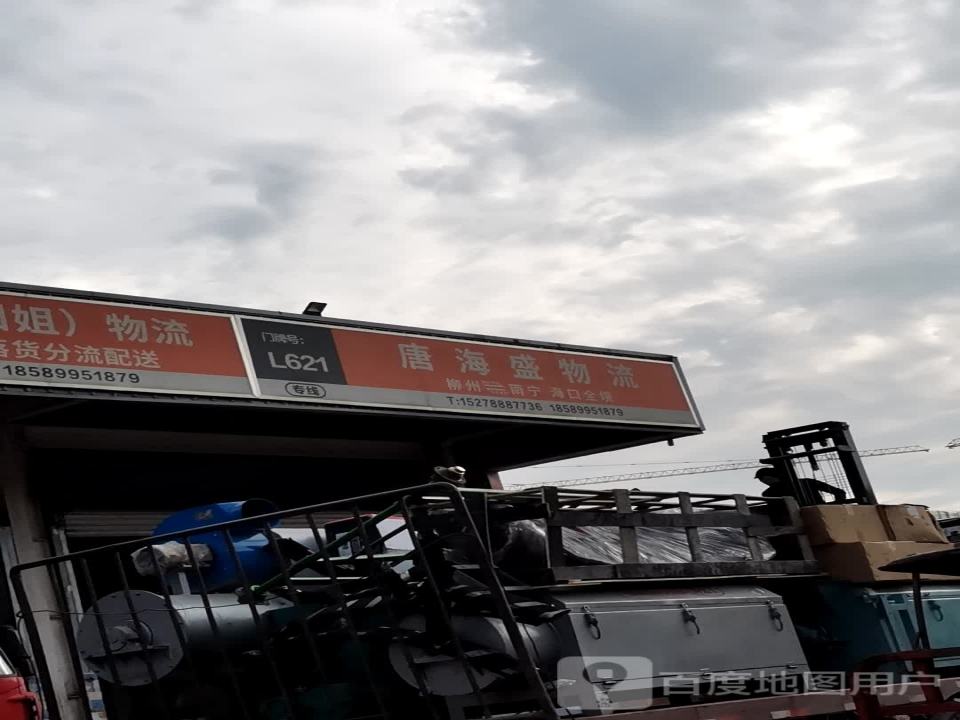 姐）物流
落货分流配送
18589951879
门牌号：
L621
专线
唐海盛物流
柳州 南宁 海口全境
T:15278887736 18589951879
百度地图用户